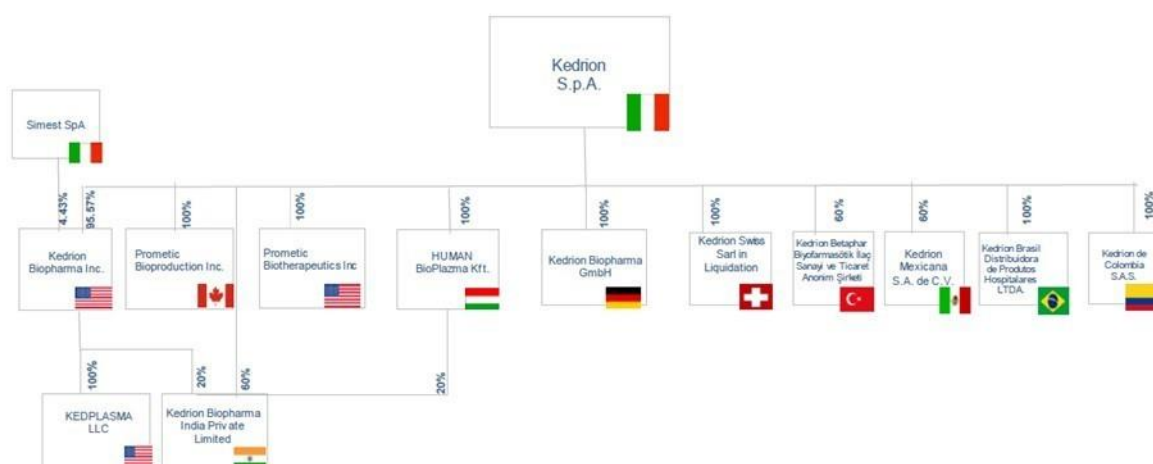 Kedrion
S.p.A.
Simest SpA
4.43%
95.57%
100%
100%
100%
100%
100%
60%
60%
100%
100%
Kedrion
Biopharma Inc.
Prometic
Bioproduction Inc.
Prometic
Biotherapeutics Inc
HUMAN
BioPlazma Kft.
Kedrion Biopharma
GmbH
Kedrion Swiss
Sarl in
Liquidation
Kedrion Betaphar
Biyofarmasötik İlaç
Sanayi ve Ticaret
Anonim Şirketi
Kedrion
Mexicana
S.A. de C.V.
Kedrion Brasil
Distribuidora
de Produtos
Hospitalares
LTDA.
Kedrion de
Colombia
S.A.S.
100%
20%
60%
20%
KEDPLASMA
LLC
Kedrion Biopharma
India Private
Limited